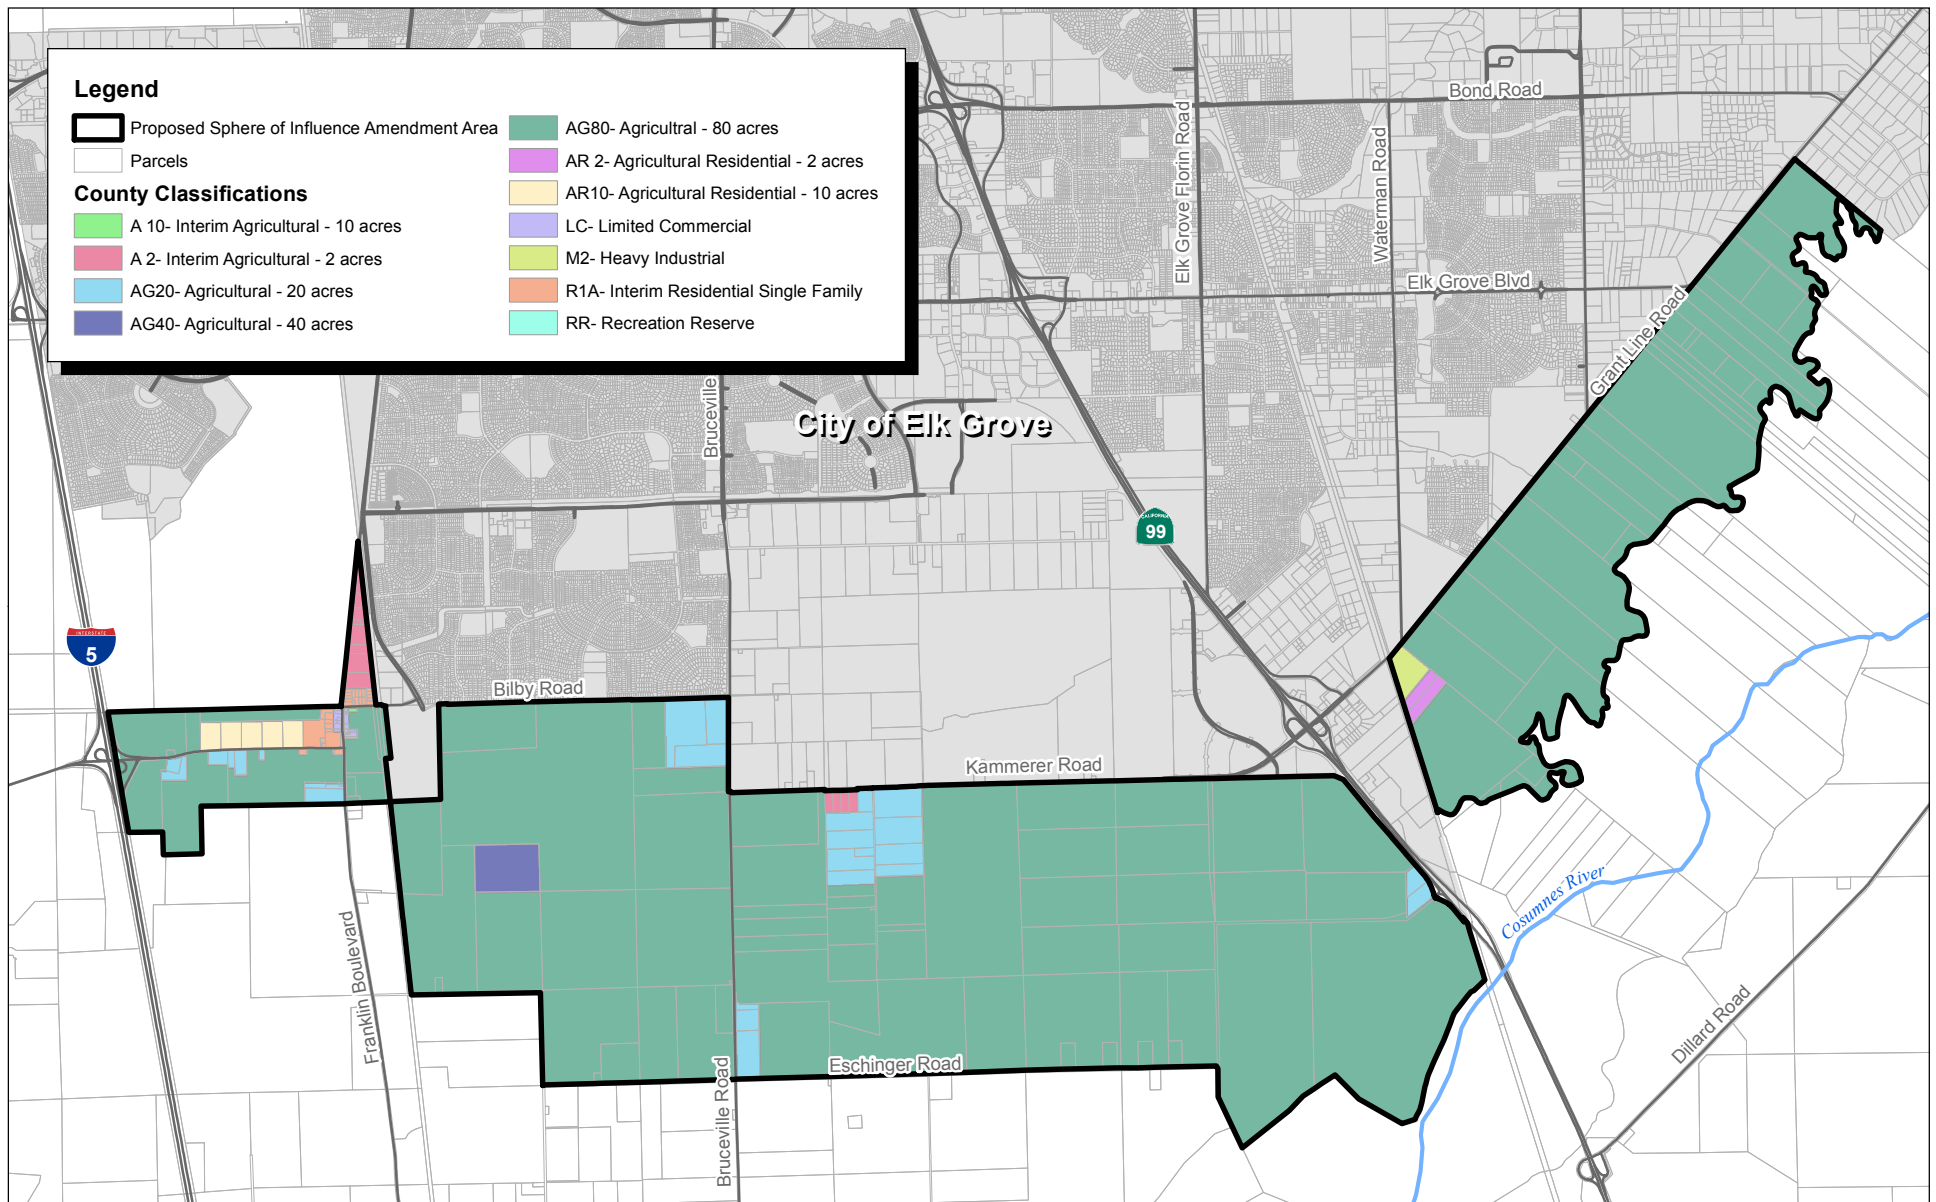 Legend
Proposed Sphere of Influence Amendment Area
Parcels
County Classifications
A 10- Interim Agricultural - 10 acres
A 2- Interim Agricultural - 2 acres
AG20- Agricultural - 20 acres
AG40- Agricultural - 40 acres
AG80- Agricultral - 80 acres
AR 2- Agricultural Residential - 2 acres
AR10- Agricultural Residential - 10 acres
LC- Limited Commercial
M2- Heavy Industrial
R1A- Interim Residential Single Family
RR- Recreation Reserve
Bond Road
Elk Grove Florin Road
Waterman Road
Elk Grove Blvd
Grant Line Road
Bruceville
City of Elk Grove
CALIFORNIA
99
INTERSTATE
5
Bilby Road
Kammerer Road
Cosumnes River
Franklin Boulevard
Dillard Road
Eschinger Road
Bruceville Road